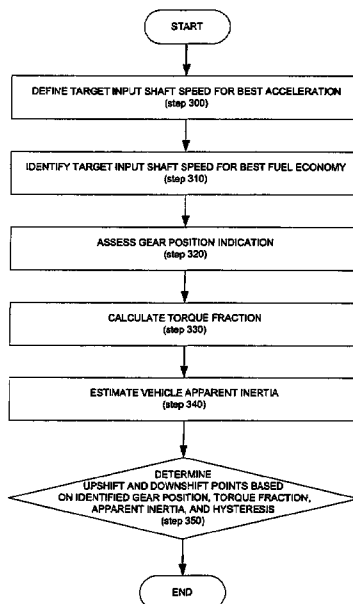 START
DEFINE TARGET INPUT SHAFT SPEED FOR BEST ACCELERATION
(step 300)
IDENTIFY TARGET INPUT SHAFT SPEED FOR BEST FUEL ECONOMY
(step 310)
ASSESS GEAR POSITION INDICATION
(step 320)
CALCULATE TORQUE FRACTION
(step 330)
ESTIMATE VEHICLE APPARENT INERTIA
(step 340)
DETERMINE
UPSHIFT AND DOWNSHIFT POINTS BASED
ON IDENTIFIED GEAR POSITION, TORQUE FRACTION,
APPARENT INERTIA, AND HYSTERESIS
(step 350)
END